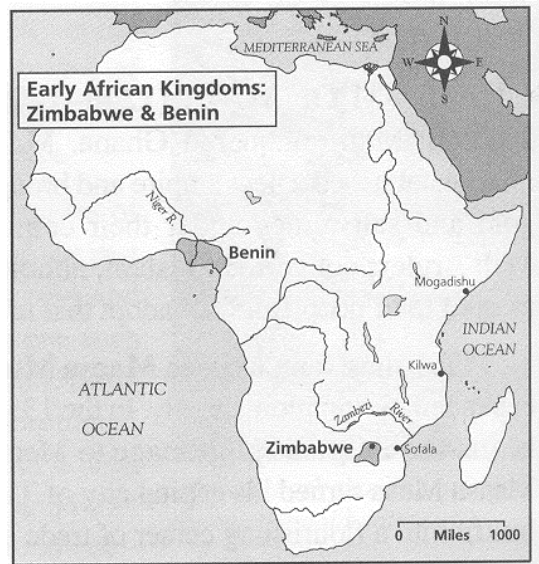 N
MEDITERRANEAN SEA
W
E
S
Early African Kingdoms:
Zimbabwe & Benin
Niger R.
Benin
Mogadishu
INDIAN
OCEAN
Kilwa
ATLANTIC
OCEAN
Zambezi River
Zimbabwe
Sofala
0 Miles 1000